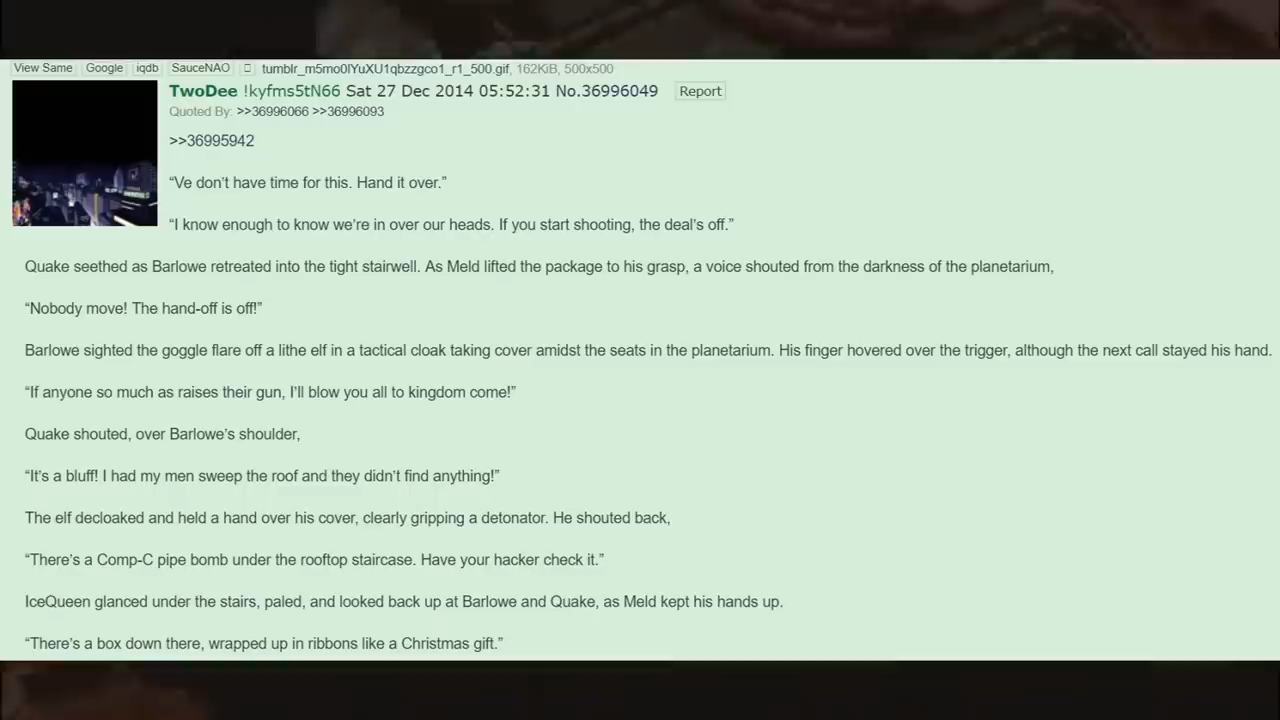 View Same Google iqdb SauceNAO tumblr_m5mo0lYuXU1qbzzgco1_r1_500.gif, 162KiB, 500x500
TwoDee !kyfms5tN66 Sat 27 Dec 2014 05:52:31 No.36996049 Report
Quoted By: >>36996066 >>36996093
>>36995942
“Ve don’t have time for this. Hand it over.”
“I know enough to know we’re in over our heads. If you start shooting, the deal’s off.”
Quake seethed as Barlowe retreated into the tight stairwell. As Meld lifted the package to his grasp, a voice shouted from the darkness of the planetarium,
“Nobody move! The hand-off is off!”
Barlowe sighted the goggle flare off a lithe elf in a tactical cloak taking cover amidst the seats in the planetarium. His finger hovered over the trigger, although the next call stayed his hand.
“If anyone so much as raises their gun, I’ll blow you all to kingdom come!”
Quake shouted, over Barlowe’s shoulder,
“It’s a bluff! I had my men sweep the roof and they didn’t find anything!”
The elf decloaked and held a hand over his cover, clearly gripping a detonator. He shouted back,
“There’s a Comp-C pipe bomb under the rooftop staircase. Have your hacker check it.”
IceQueen glanced under the stairs, paled, and looked back up at Barlowe and Quake, as Meld kept his hands up.
“There’s a box down there, wrapped up in ribbons like a Christmas gift.”